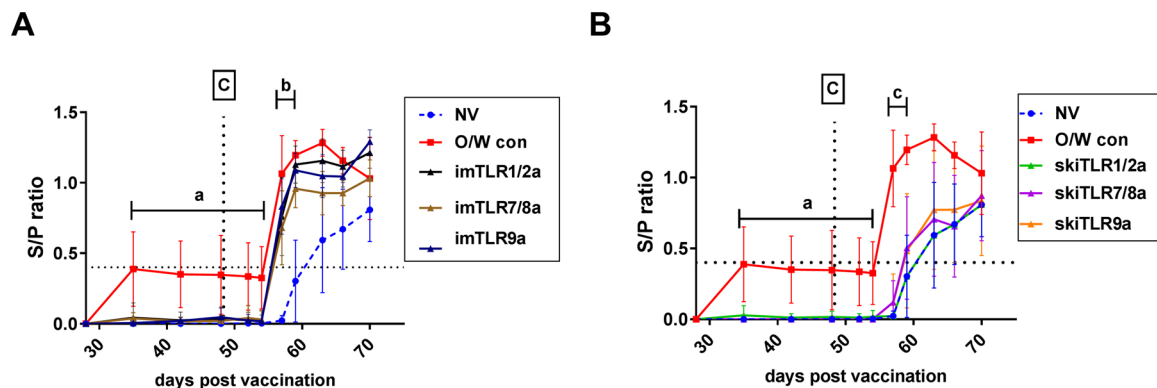 A
S/P ratio
1.5
1.0
0.5
0.0
30
40
50
60
70
days post vaccination
C
a
b
NV
O/W con
imTLR1/2a
imTLR7/8a
imTLR9a
B
S/P ratio
1.5
1.0
0.5
0.0
30
40
50
60
70
days post vaccination
C
a
c
NV
O/W con
skiTLR1/2a
skiTLR7/8a
skiTLR9a